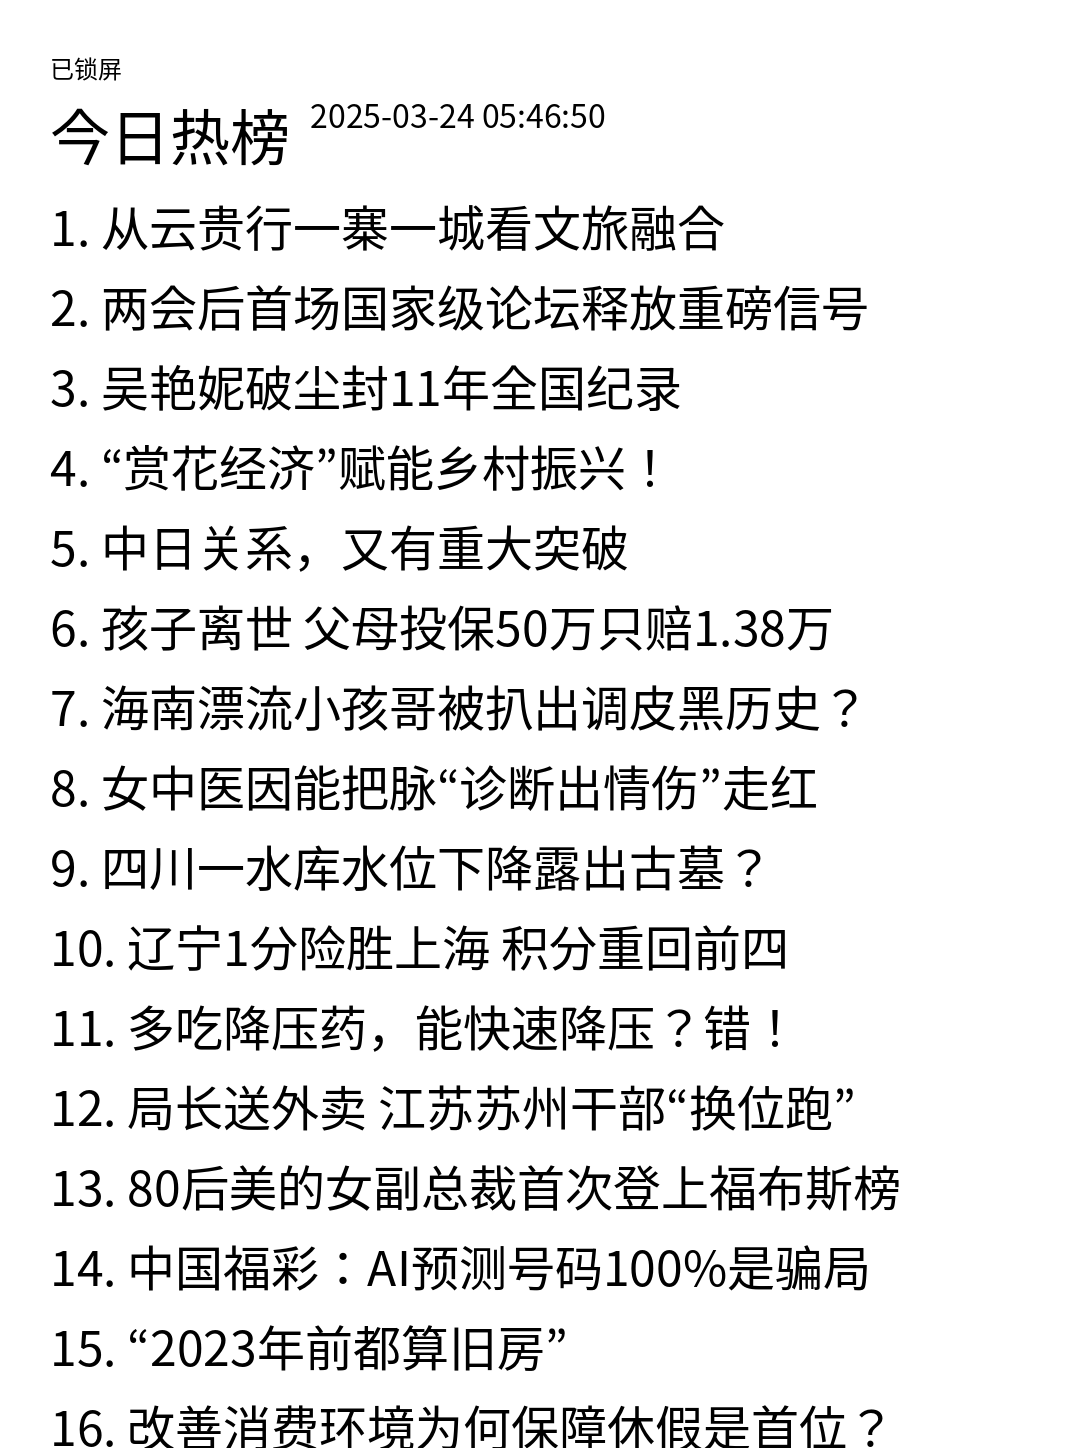 已锁屏
今日热榜 2025-03-24 05:46:50
1. 从云贵行一寨一城看文旅融合
2. 两会后首场国家级论坛释放重磅信号
3. 吴艳妮破尘封11年全国纪录
4. “赏花经济”赋能乡村振兴！
5. 中日关系，又有重大突破
6. 孩子离世 父母投保50万只赔1.38万
7. 海南漂流小孩哥被扒出调皮黑历史？
8. 女中医因能把脉“诊断出情伤”走红
9. 四川一水库水位下降露出古墓？
10. 辽宁1分险胜上海 积分重回前四
11. 多吃降压药，能快速降压？错！
12. 局长送外卖 江苏苏州干部“换位跑”
13. 80后美的女副总裁首次登上福布斯榜
14. 中国福彩：AI预测号码100%是骗局
15. “2023年前都算旧房”
16. 改善消费环境为何保障休假是首位？